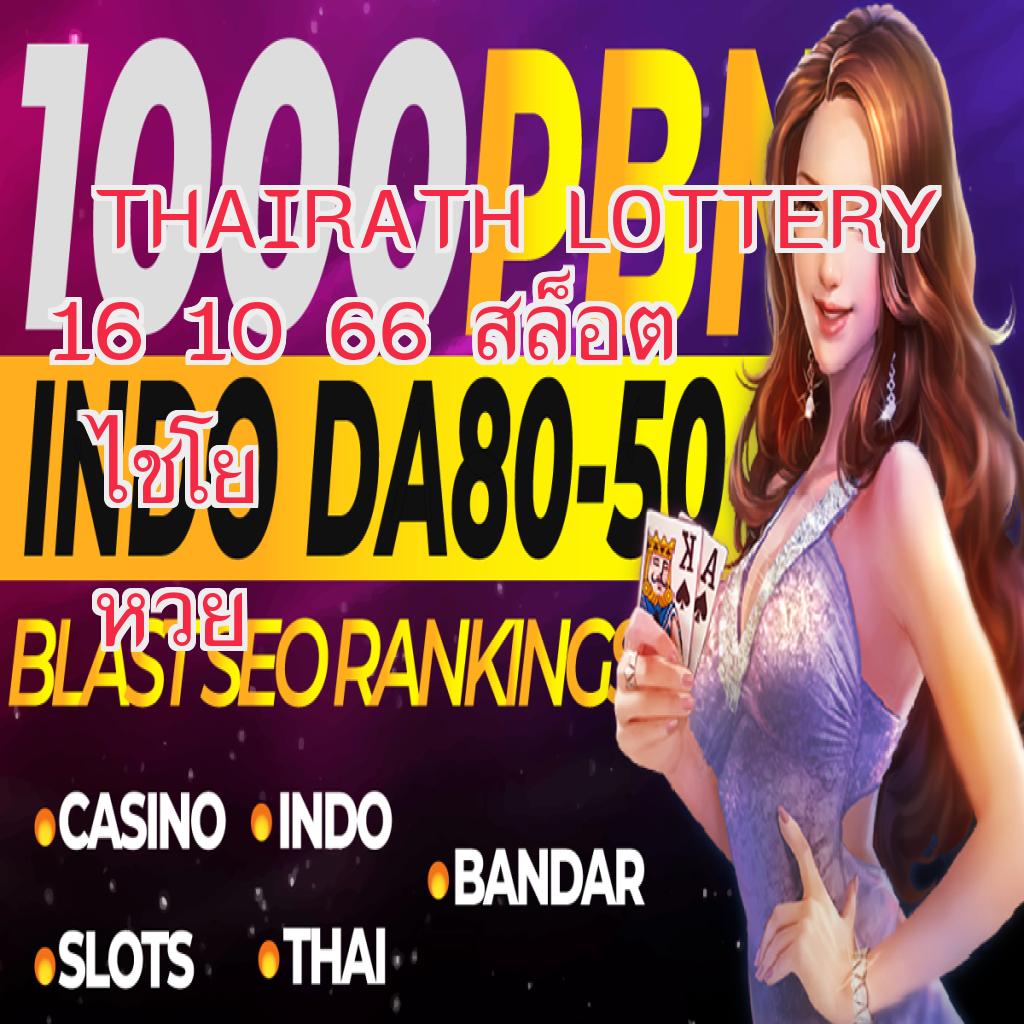 1000PBN
THAIRATH LOTTERY
16 10 66 สล็อต
INDO DA80-50
ไชโย
หวย
BLAST SEO RANKINGS
CASINO
INDO
BANDAR
SLOTS
THAI
K A